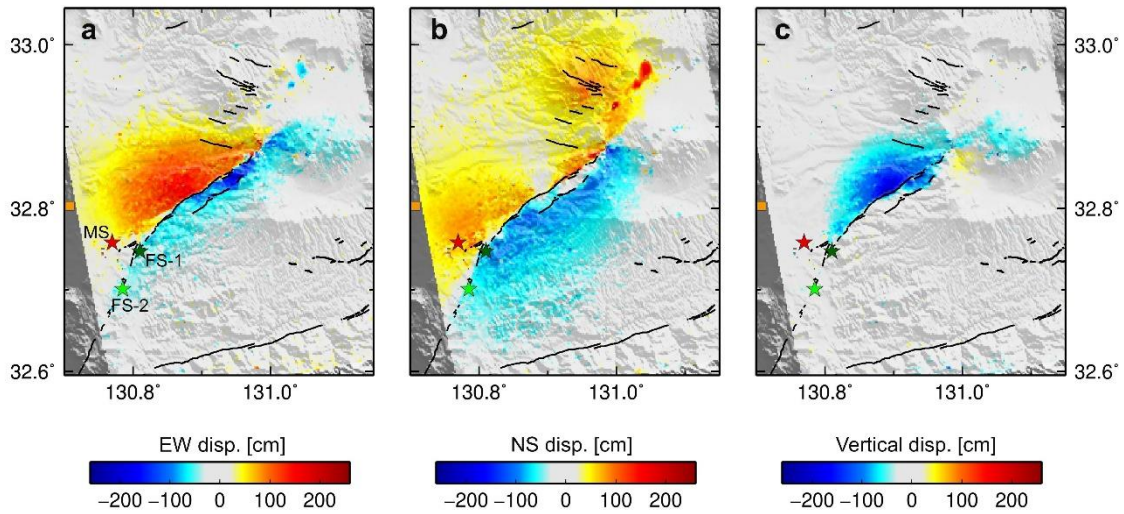 a b c
33.0˚ 33.0˚
32.8˚ 32.8˚
MS
FS-1
FS-2
32.6˚ 32.6˚
130.8˚ 131.0˚ 130.8˚ 131.0˚ 130.8˚ 131.0˚
EW disp. [cm] NS disp. [cm] Vertical disp. [cm]
−200 −100 0 100 200 −200 −100 0 100 200 −200 −100 0 100 200